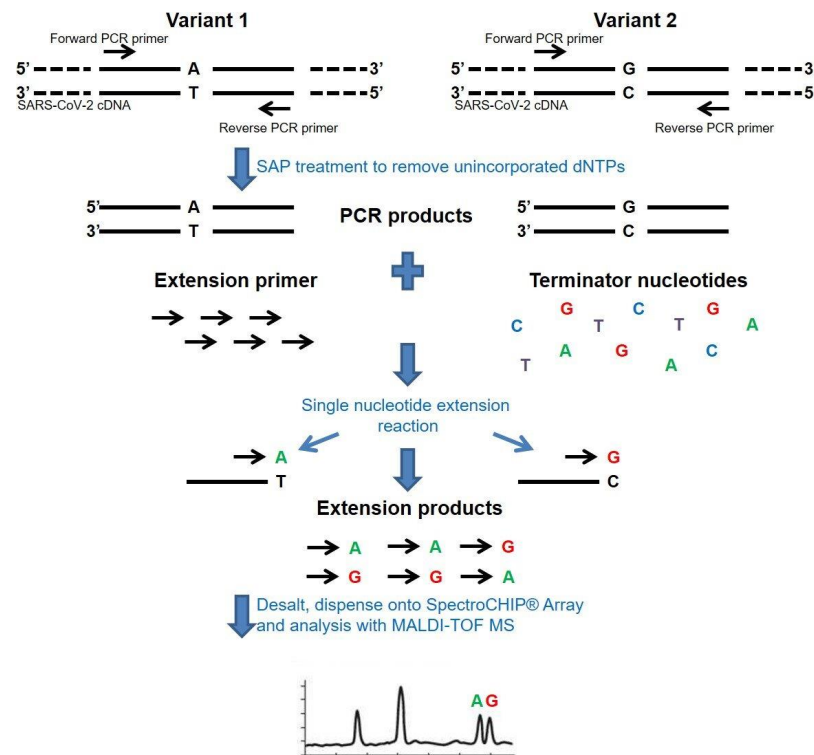 Variant 1
Variant 2
Forward PCR primer
Forward PCR primer
5’ A 3’
3’ T 5’
5’ G 3
3’ C 5
SARS-CoV-2 cDNA
SARS-CoV-2 cDNA
Reverse PCR primer
Reverse PCR primer
SAP treatment to remove unincorporated dNTPs
5’ A
3’ T
PCR products
5’ G
3’ C
Extension primer
Terminator nucleotides
G C G
C T T A
A G C
T A
Single nucleotide extension
reaction
A
T
G
C
Extension products
A A G
G G A
Desalt, dispense onto SpectroCHIP® Array
and analysis with MALDI-TOF MS
A G